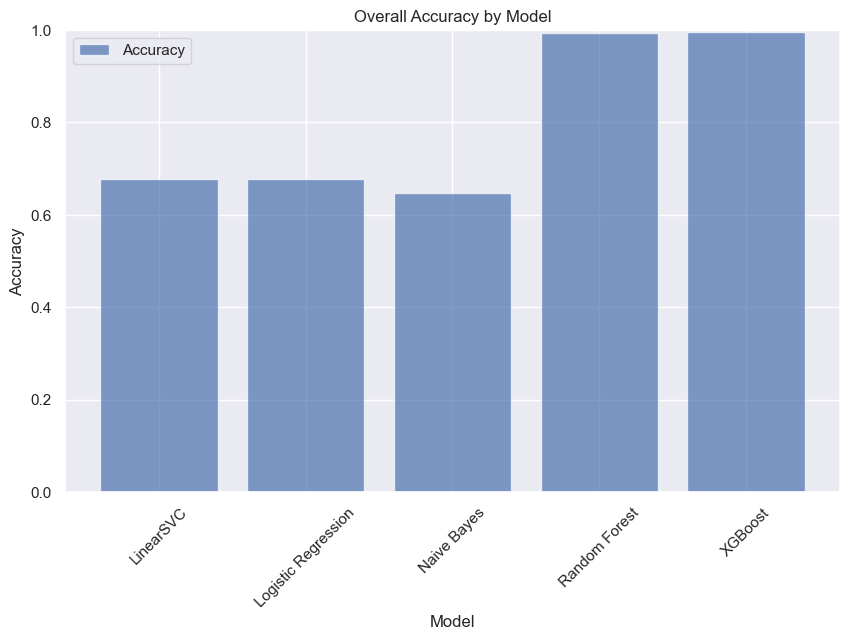 Overall Accuracy by Model
Accuracy
1.0
0.8
0.6
0.4
0.2
0.0
Accuracy
LinearSVC
Logistic Regression
Naive Bayes
Random Forest
XGBoost
Model